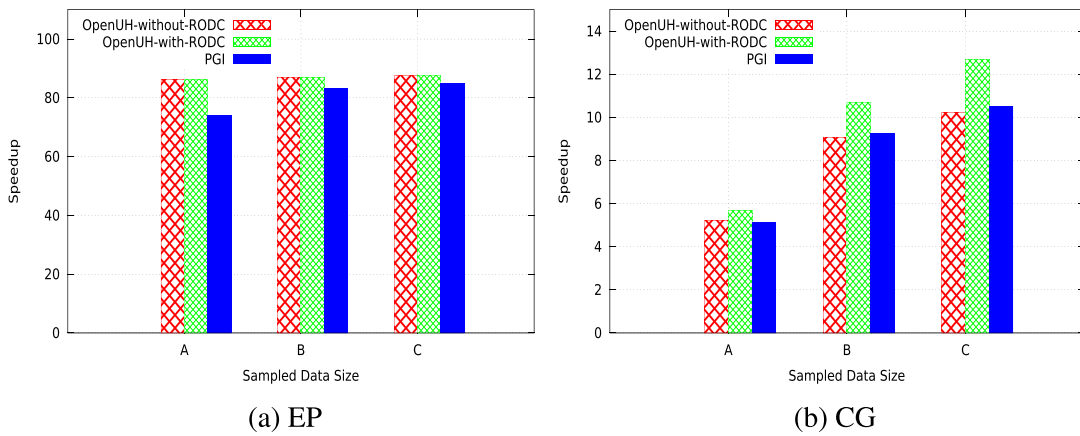 OpenUH-without-RODC
OpenUH-with-RODC
PGI
100
80
60
40
20
0
Speedup
A B C
Sampled Data Size
(a) EP
OpenUH-without-RODC
OpenUH-with-RODC
PGI
14
12
10
8
6
4
2
0
Speedup
A B C
Sampled Data Size
(b) CG